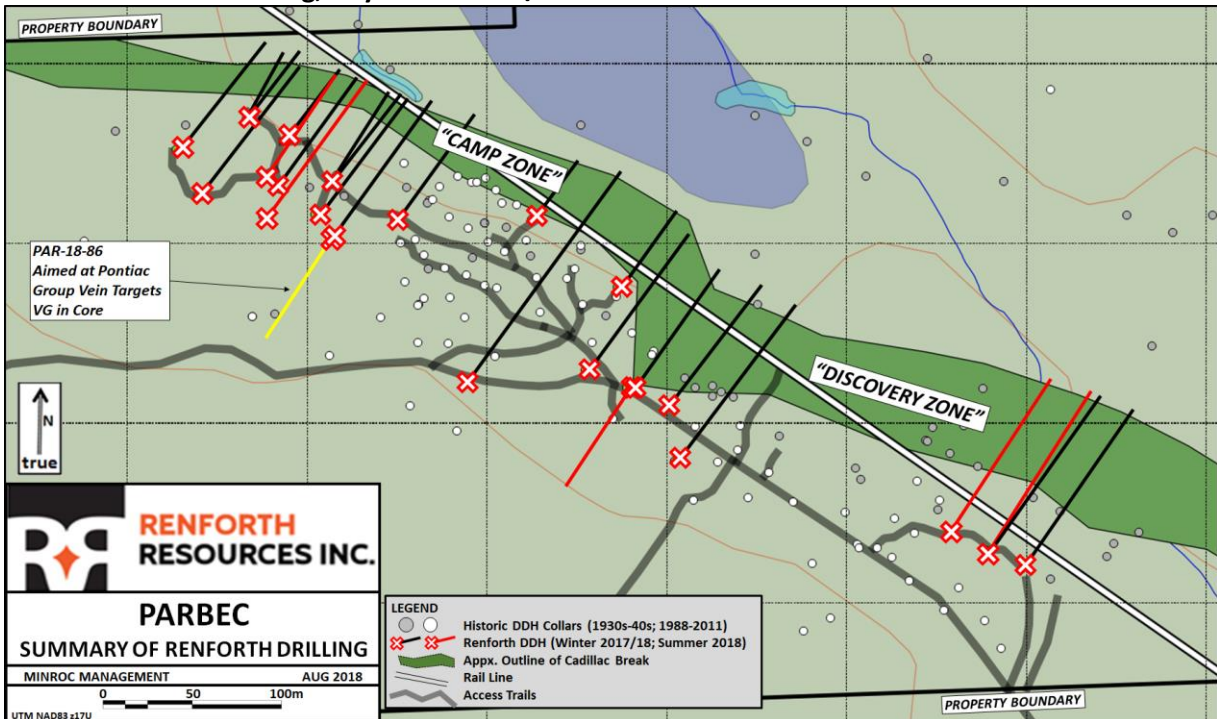 PROPERTY BOUNDARY
"CAMP ZONE"
PAR-18-86
Aimed at Pontiac
Group Vein Targets
VG in Core
"DISCOVERY ZONE"
N
true
RENFORTH
RESOURCES INC.
PARBEC
SUMMARY OF RENFORTH DRILLING
MINROC MANAGEMENT AUG 2018
0 50 100m
UTM NAD83 z17U
LEGEND
Historic DDH Collars (1930s-40s; 1988-2011)
Renforth DDH (Winter 2017/18; Summer 2018)
Appx. Outline of Cadillac Break
Rail Line
Access Trails
PROPERTY BOUNDARY